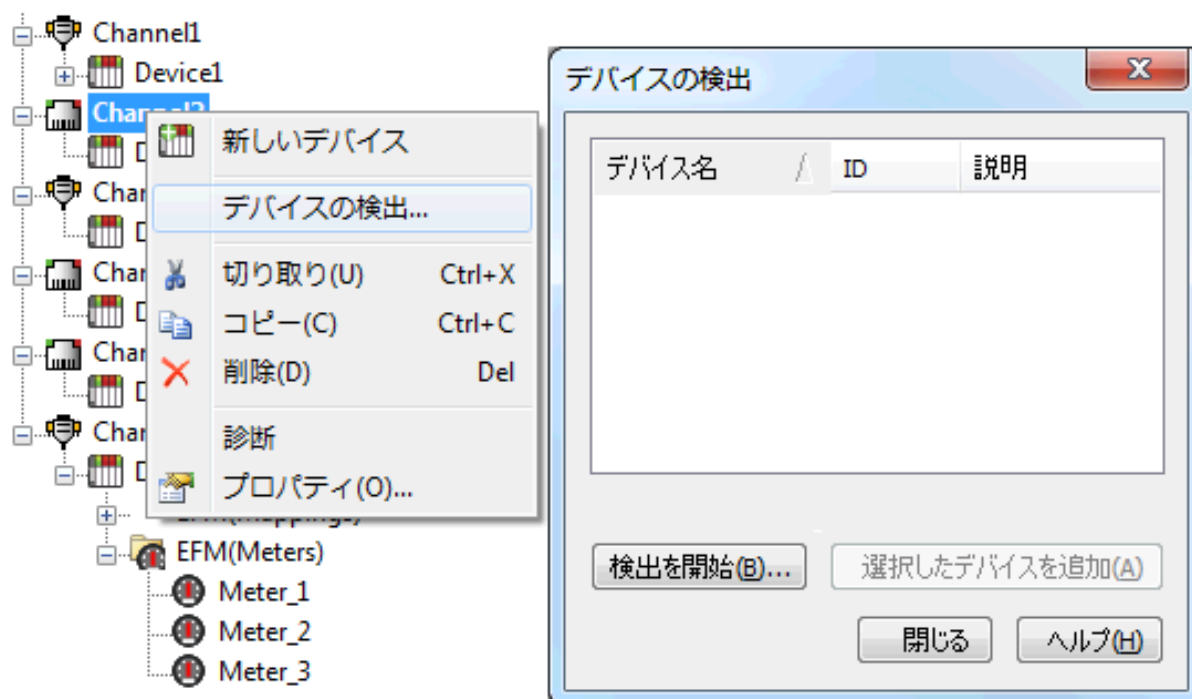 Channel1
Device1
新しいデバイス
デバイスの検出...
切り取り(U) Ctrl+X
コピー(C) Ctrl+C
削除(D) Del
診断
プロパティ(O)...
EFM(Meters)
Meter_1
Meter_2
Meter_3
デバイスの検出
デバイス名 ID 説明
検出を開始(B)... 選択したデバイスを追加(A)
閉じる ヘルプ(H)